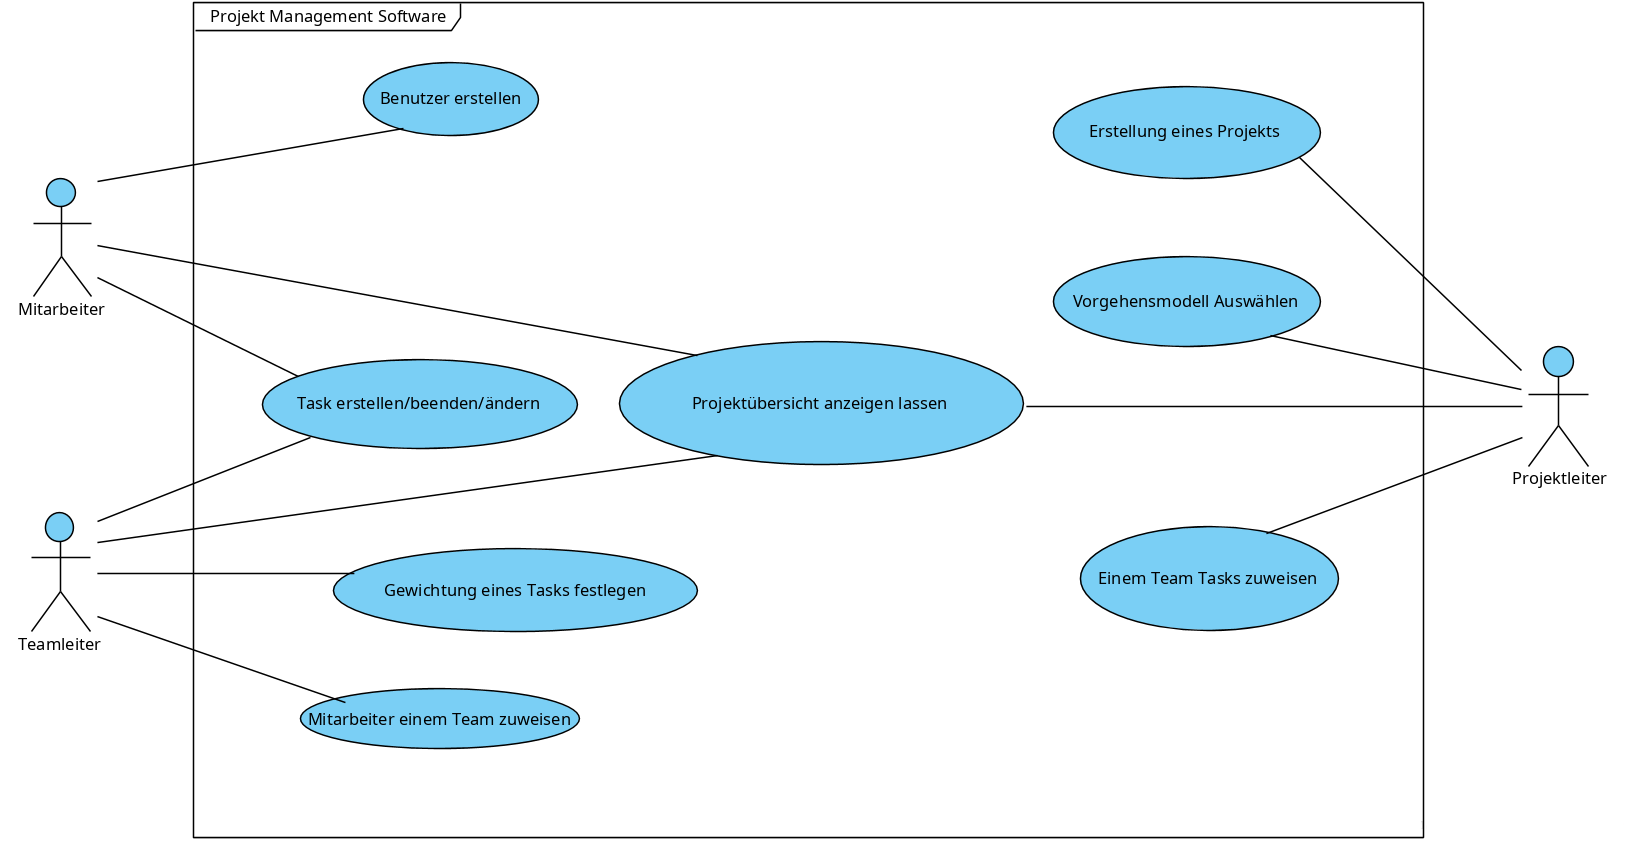 Projekt Management Software
Benutzer erstellen
Erstellung eines Projekts
Mitarbeiter
Vorgehensmodell Auswählen
Task erstellen/beenden/ändern
Projektübersicht anzeigen lassen
Projektleiter
Teamleiter
Gewichtung eines Tasks festlegen
Einem Team Tasks zuweisen
Mitarbeiter einem Team zuweisen